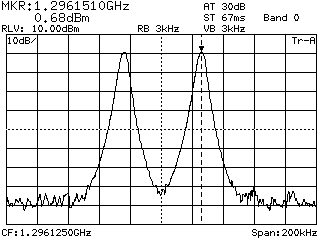 MKR:1.2961510GHz AT 30dB
0.68dBm ST 67ms Band 0
RLV: 10.00dBm RB 3kHz VB 3kHz
10dB/ Tr-A
CF:1.2961250GHz Span:200kHz